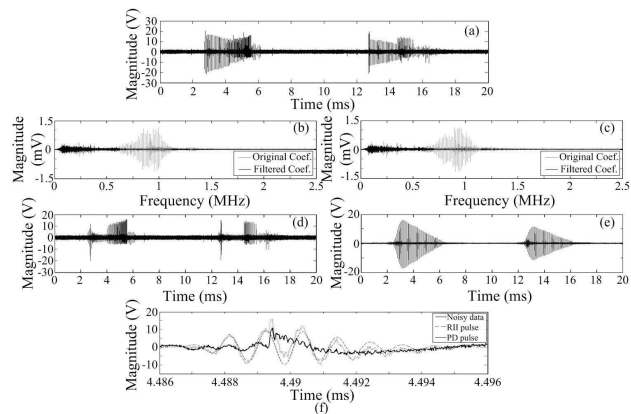 (a)
Magnitude (V)
30
20
10
0
-10
-20
-30
0 2 4 6 8 10 12 14 16 18 20
Time (ms)
(b)
Magnitude (mV)
1.5
0
-1.5
Original Coef.
Filtered Coef.
0 0.5 1 1.5 2 2.5
Frequency (MHz)
(c)
Magnitude (mV)
1.5
0
-1.5
Original Coef.
Filtered Coef.
0 0.5 1 1.5 2 2.5
Frequency (MHz)
(d)
Magnitude (V)
20
10
0
-10
-20
-30
0 2 4 6 8 10 12 14 16 18 20
Time (ms)
(e)
Magnitude (V)
20
0
-20
0 2 4 6 8 10 12 14 16 18 20
Time (ms)
Magnitude (V)
20
10
0
-10
Noisy data
RII pulse
PD pulse
4.486 4.488 4.49 4.492 4.494 4.496
Time (ms)
(f)